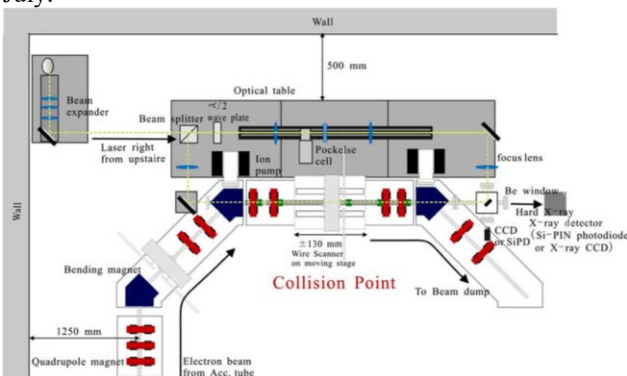 July.
Wall
500 mm
Optical table
Beam
expander
Beam splitter
λ/2
wave plate
Laser right
from upstaire
Ion
pump
Pockelse
cell
focus lens
Wall
Be window
Hard X-ray
X-ray detector
(Si-PIN photodiode
or X-ray CCD)
CCD
or SiPD
±130 mm
Wire Scanner
on moving stage
Bending magnet
Collision Point
To Beam dump
1250 mm
Quadrupole magnet
Electron beam
from Acc. tube